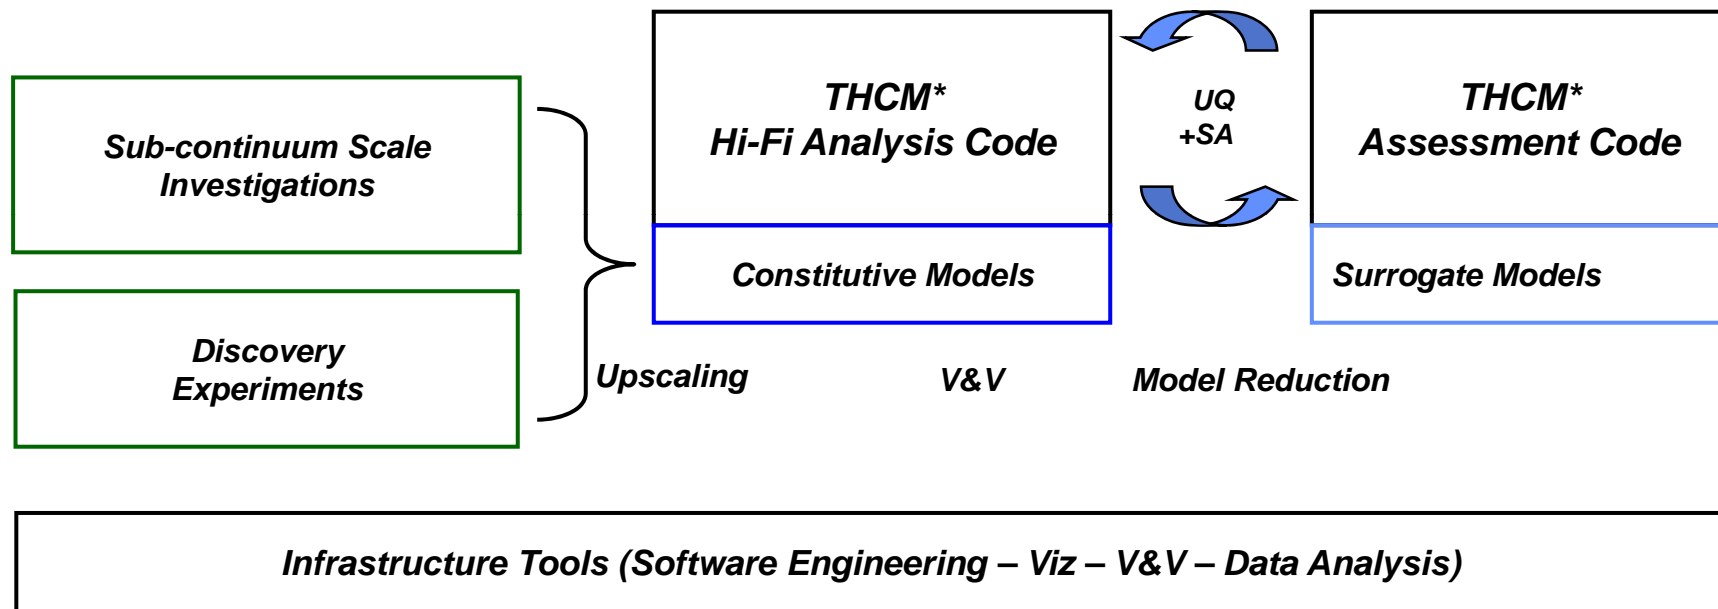 Sub-continuum Scale
Investigations
Discovery
Experiments
THCM*
Hi-Fi Analysis Code
Constitutive Models
UQ
+SA
THCM*
Assessment Code
Surrogate Models
Upscaling
V&V
Model Reduction
Infrastructure Tools (Software Engineering – Viz – V&V – Data Analysis)